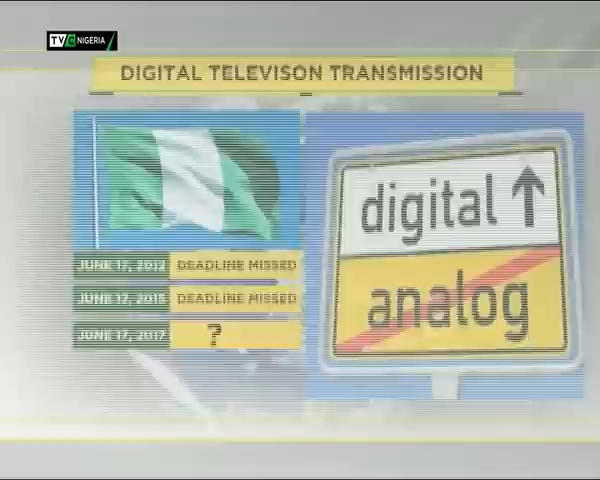 TVC NIGERIA
DIGITAL TELEVISON TRANSMISSION
JUNE 17, 2012 DEADLINE MISSED
JUNE 17, 2015 DEADLINE MISSED
JUNE 17, 2017 ?
digital
analog